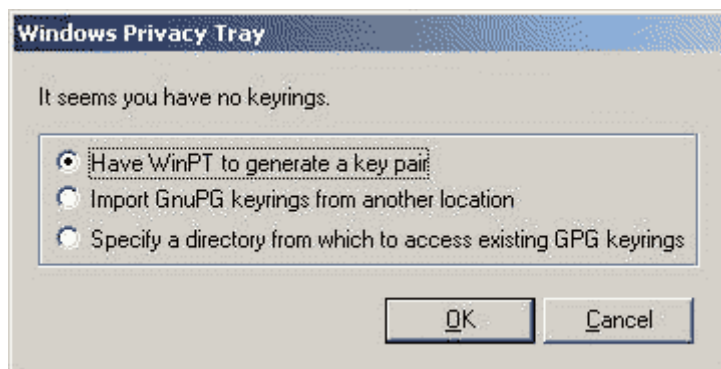 Windows Privacy Tray
It seems you have no keyrings.
Have WinPT to generate a key pair
Import GnuPG keyrings from another location
Specify a directory from which to access existing GPG keyrings
OK Cancel